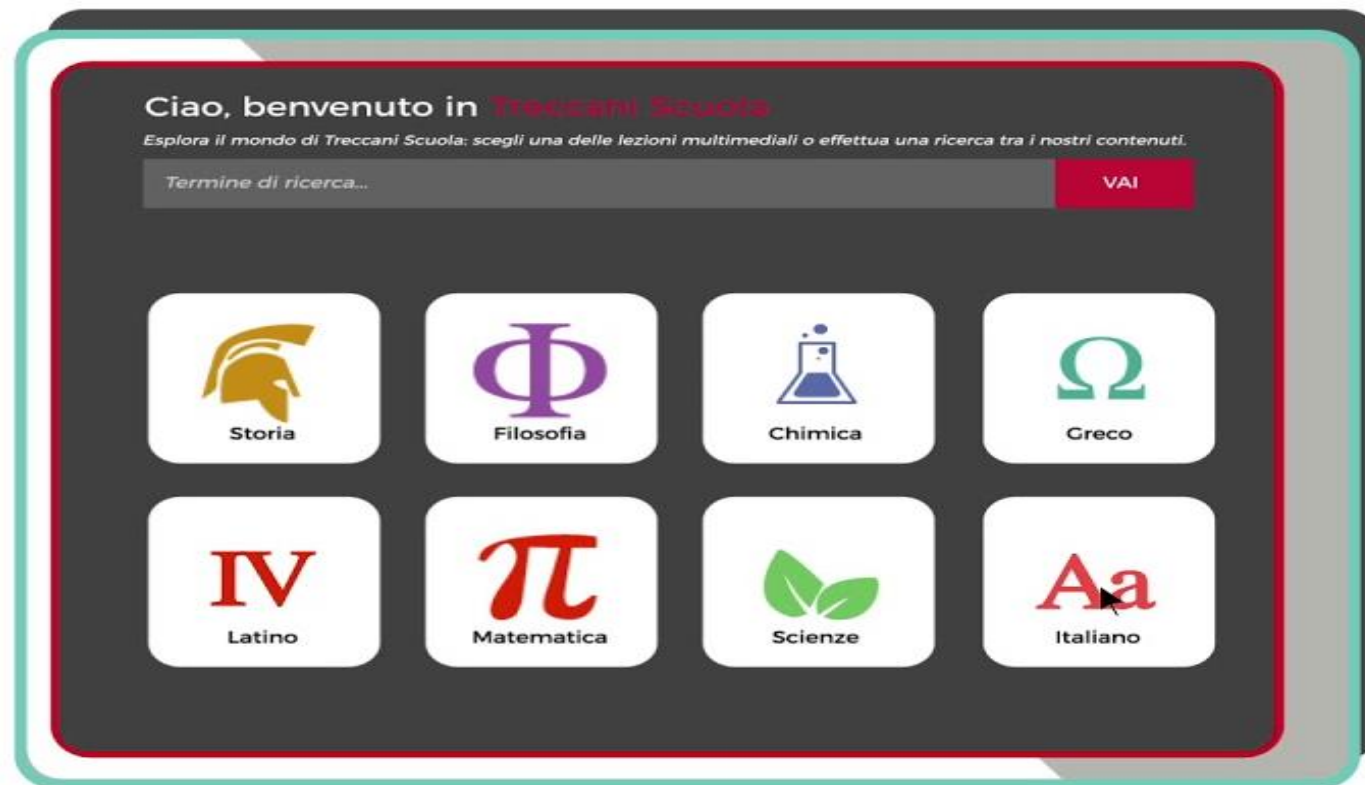 Ciao, benvenuto in Treccani Scuola
Esplora il mondo di Treccani Scuola: scegli una delle lezioni multimediali o effettua una ricerca tra i nostri contenuti.
Termine di ricerca... VAI
Φ Ω
Storia Filosofia Chimica Greco
IV π Aa
Latino Matematica Scienze Italiano